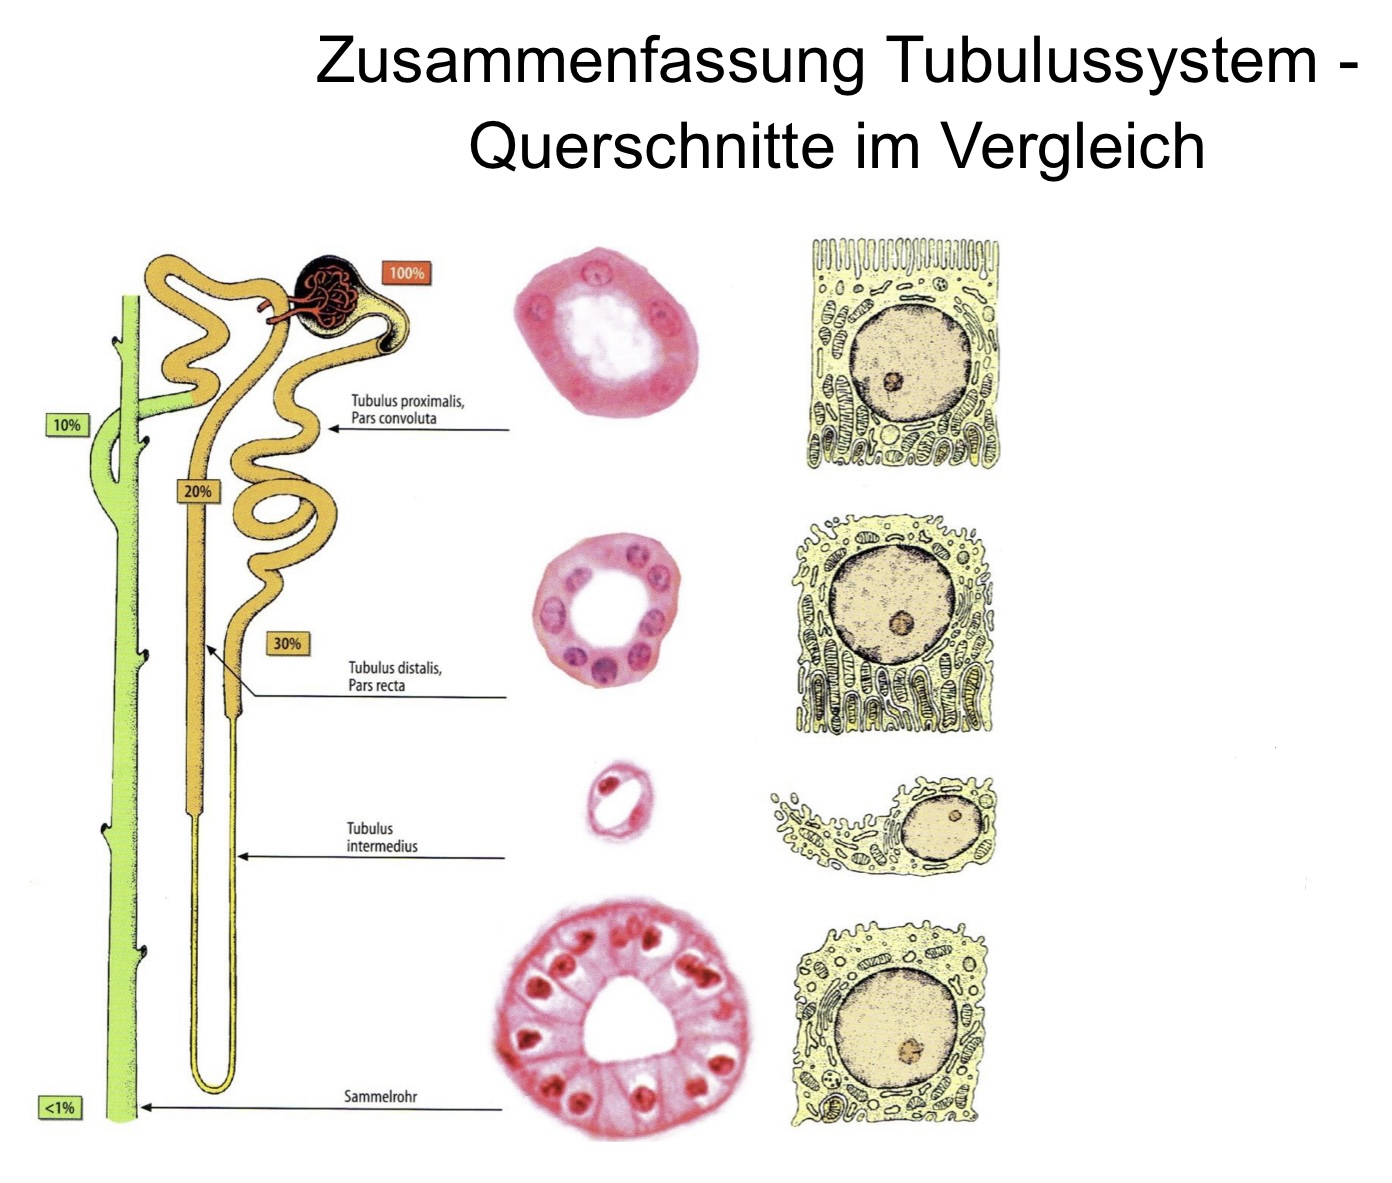 Zusammenfassung Tubulussystem -
Querschnitte im Vergleich
100%
Tubulus proximalis,
Pars convoluta
10%
20%
30%
Tubulus distalis,
Pars recta
Tubulus
intermedius
Sammelrohr
<1%